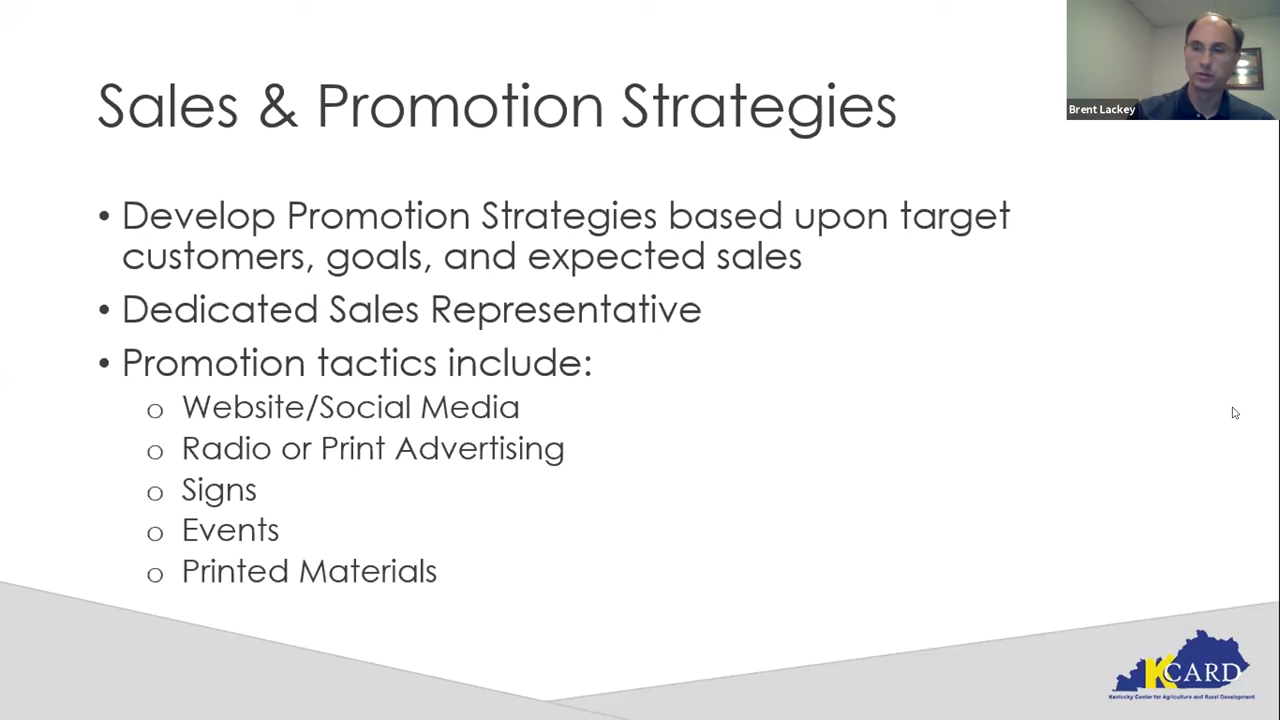 Sales & Promotion Strategies
Brent Lackey
• Develop Promotion Strategies based upon target
customers, goals, and expected sales
• Dedicated Sales Representative
• Promotion tactics include:
o Website/Social Media
o Radio or Print Advertising
o Signs
o Events
o Printed Materials
KCARD
Kentucky Center for Agriculture and Rural Development